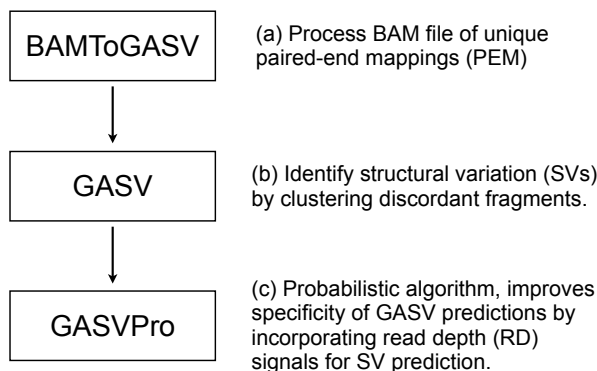 BAMToGASV
(a) Process BAM file of unique
paired-end mappings (PEM)
GASV
(b) Identify structural variation (SVs)
by clustering discordant fragments.
GASVPro
(c) Probabilistic algorithm, improves
specificity of GASV predictions by
incorporating read depth (RD)
signals for SV prediction.